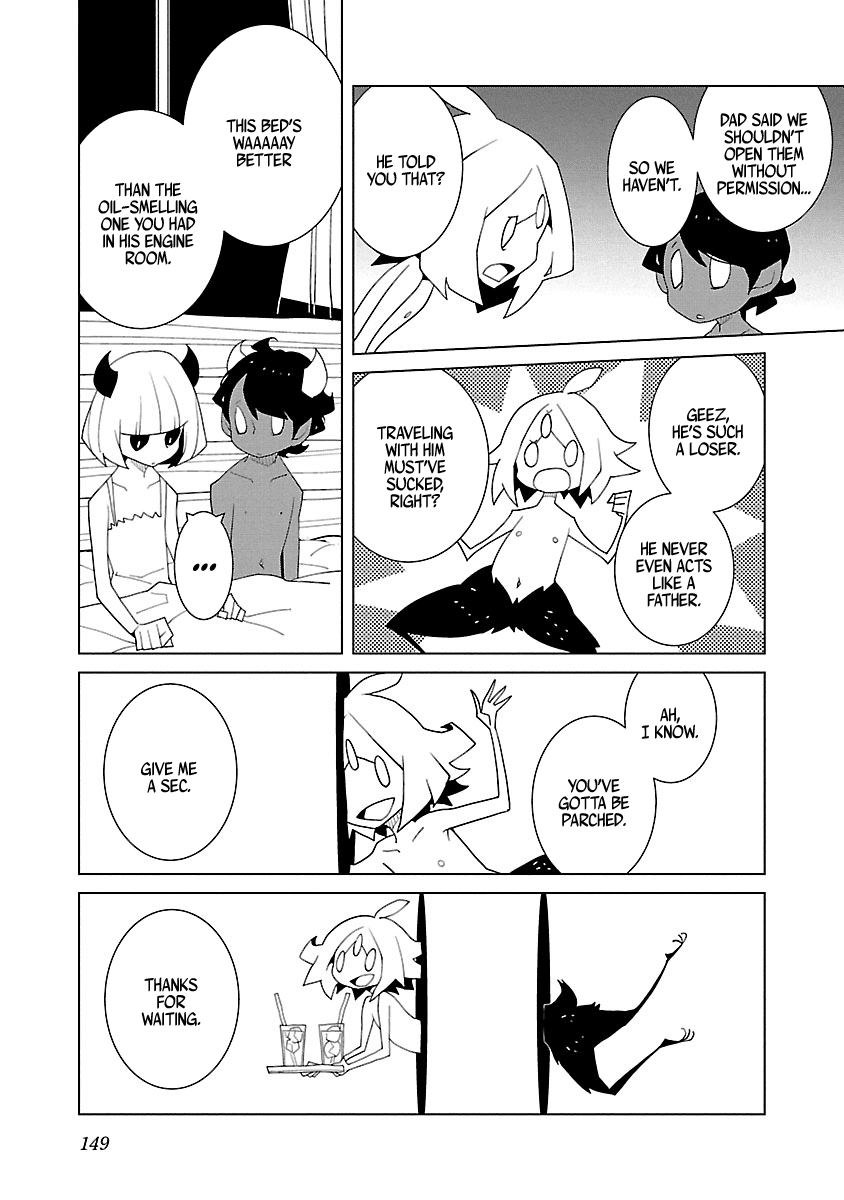 DAD SAID WE
SHOULDN'T
OPEN THEM
WITHOUT
PERMISSION...
SO WE
HAVEN'T.
HE TOLD
YOU THAT?
GEEZ,
HE'S SUCH
A LOSER.
HE NEVER
EVEN ACTS
LIKE A
FATHER.
TRAVELING
WITH HIM
MUST'VE
SUCKED,
RIGHT?
THIS BED'S
WAAAAAY
BETTER
THAN THE
OIL-SMELLING
ONE YOU HAD
IN HIS ENGINE
ROOM.
...
AH,
I KNOW.
YOU'VE
GOTTA BE
PARCHED.
GIVE ME
A SEC.
THANKS
FOR
WAITING.
149